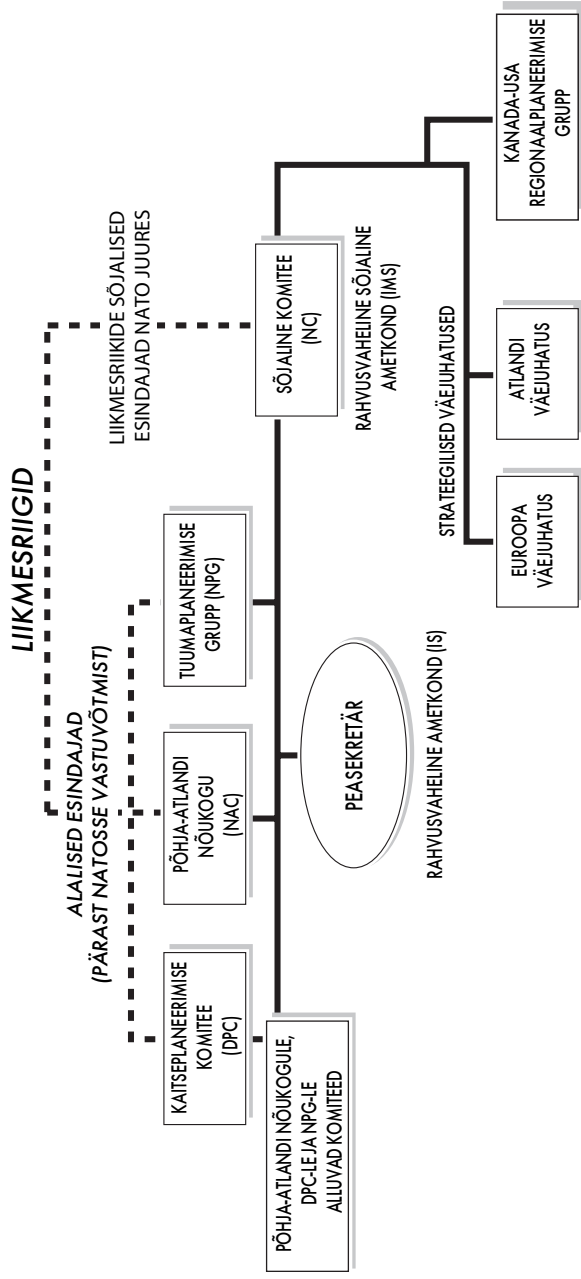 LIIKMESRIIGID
ALALISED ESINDAJAD
(PÄRAST NATOSSE VASTUVÕTMIST)
LIIKMESRIIKIDE SÕJALISED
ESINDAJAD NATO JUURES
KAITSEPLANEERIMISE
KOMITEE
(DPC)
PÕHJA-ATLANDI
NÕUKOGU
(NAC)
TUUMAPLANEERIMISE
GRUPP (NPG)
SÕJALINE KOMITEE
(NC)
RAHVUSVAHELINE SÕJALINE
AMETKOND (IMS)
PÕHJA-ATLANDI NÕUKOGULE,
DPC-LE JA NPG-LE
ALLUVAD KOMITEED
PEASEKRETÄR
RAHVUSVAHELINE AMETKOND (IS)
STRATEEGILISED VÄEJUHATUSED
EUROOPA
VÄEJUHATUS
ATLANDI
VÄEJUHATUS
KANADA-USA
REGIONAALPLANEERIMISE
GRUPP